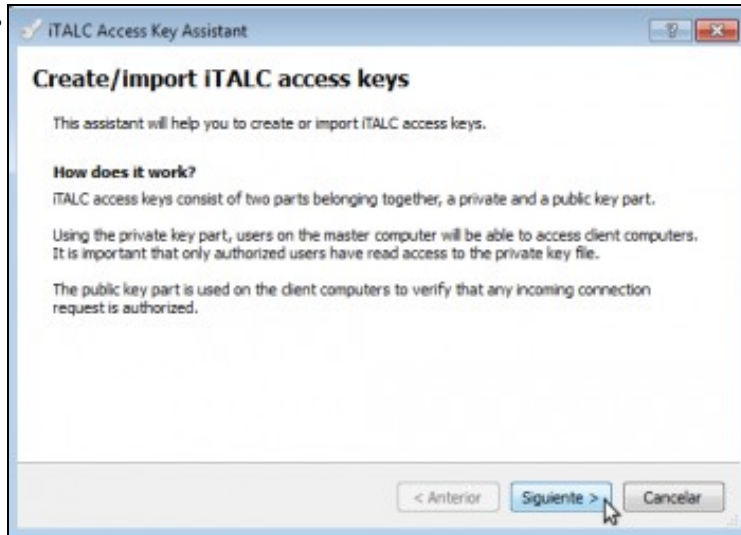 iTALC Access Key Assistant
Create/import iTALC access keys
This assistant will help you to create or import iTALC access keys.
How does it work?
iTALC access keys consist of two parts belonging together, a private and a public key part.
Using the private key part, users on the master computer will be able to access client computers.
It is important that only authorized users have read access to the private key file.
The public key part is used on the client computers to verify that any incoming connection
request is authorized.
< Anterior
Siguiente >
Cancelar